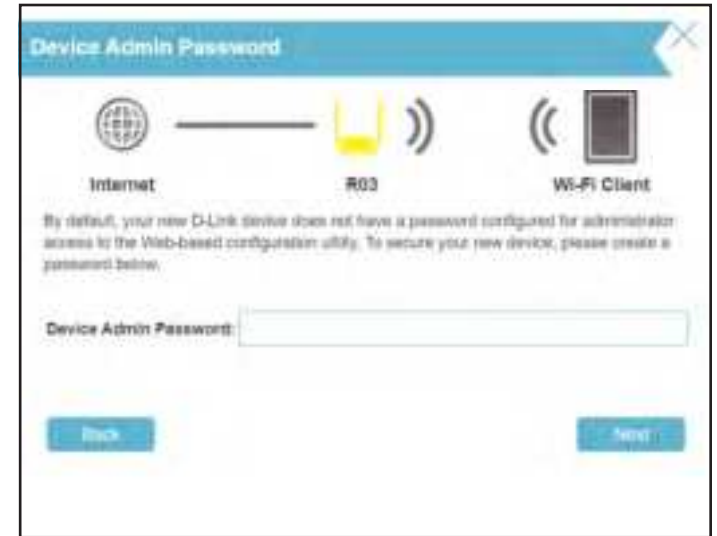 Device Admin Password
Internet R03 Wi-Fi Client
By default, your new D-Link device does not have a password configured for administrator
access to the Web-based configuration utility. To secure your new device, please create a
password below.
Device Admin Password:
Back Next